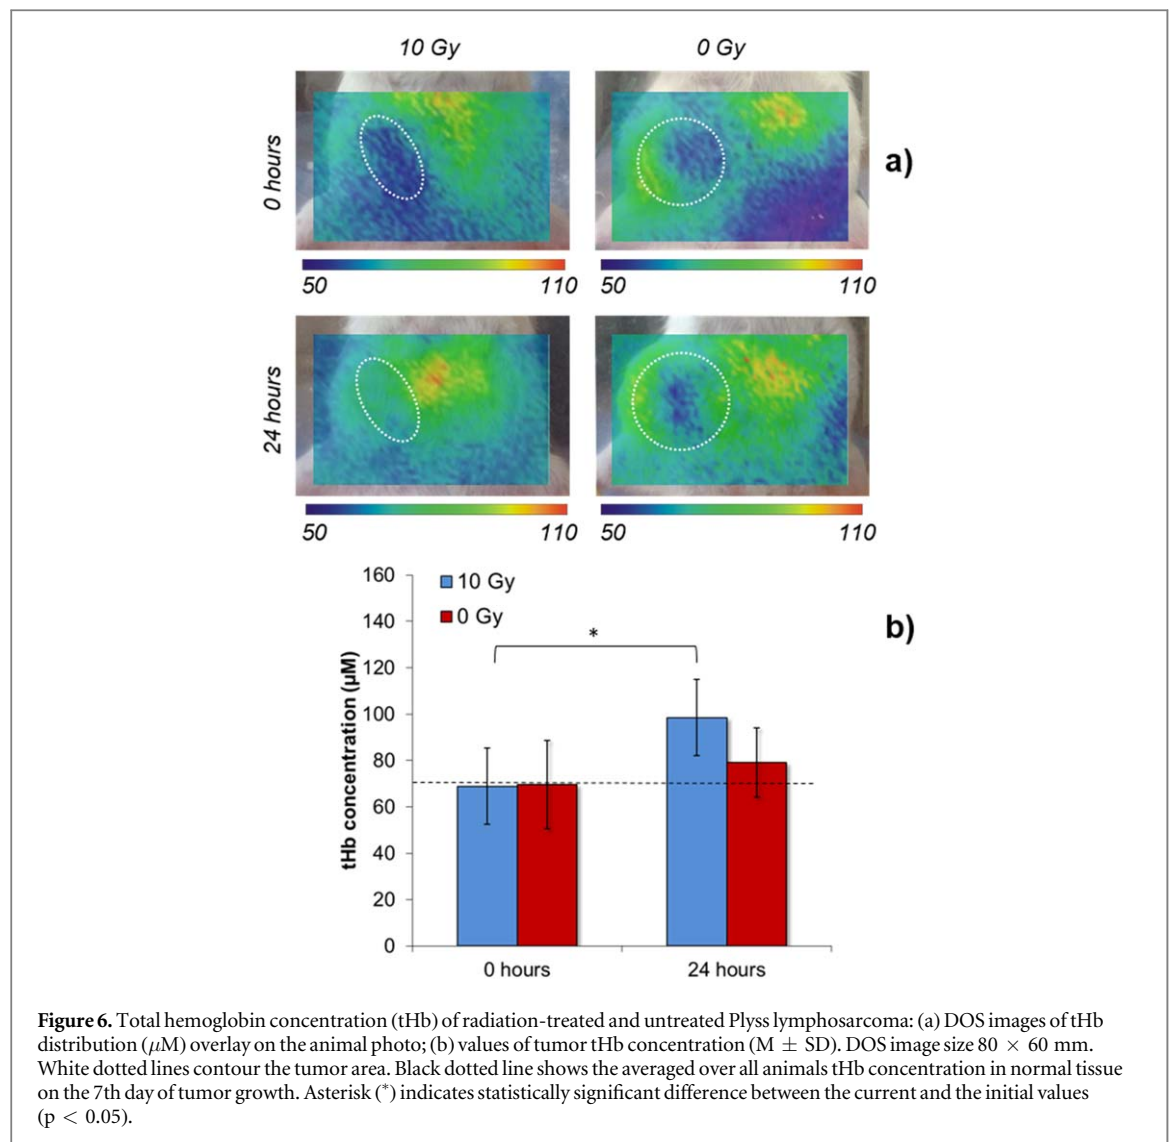 10 Gy
0 Gy
0 hours
a)
50
110
50
110
24 hours
50
110
50
110
160
140
120
100
80
60
40
20
0
tHb concentration (µM)
10 Gy
0 Gy
*
b)
0 hours
24 hours
Figure 6. Total hemoglobin concentration (tHb) of radiation-treated and untreated Plyss lymphosarcoma: (a) DOS images of tHb
distribution (μM) overlay on the animal photo; (b) values of tumor tHb concentration (M ± SD). DOS image size 80 × 60 mm.
White dotted lines contour the tumor area. Black dotted line shows the averaged over all animals tHb concentration in normal tissue
on the 7th day of tumor growth. Asterisk (*) indicates statistically significant difference between the current and the initial values
(p < 0.05).